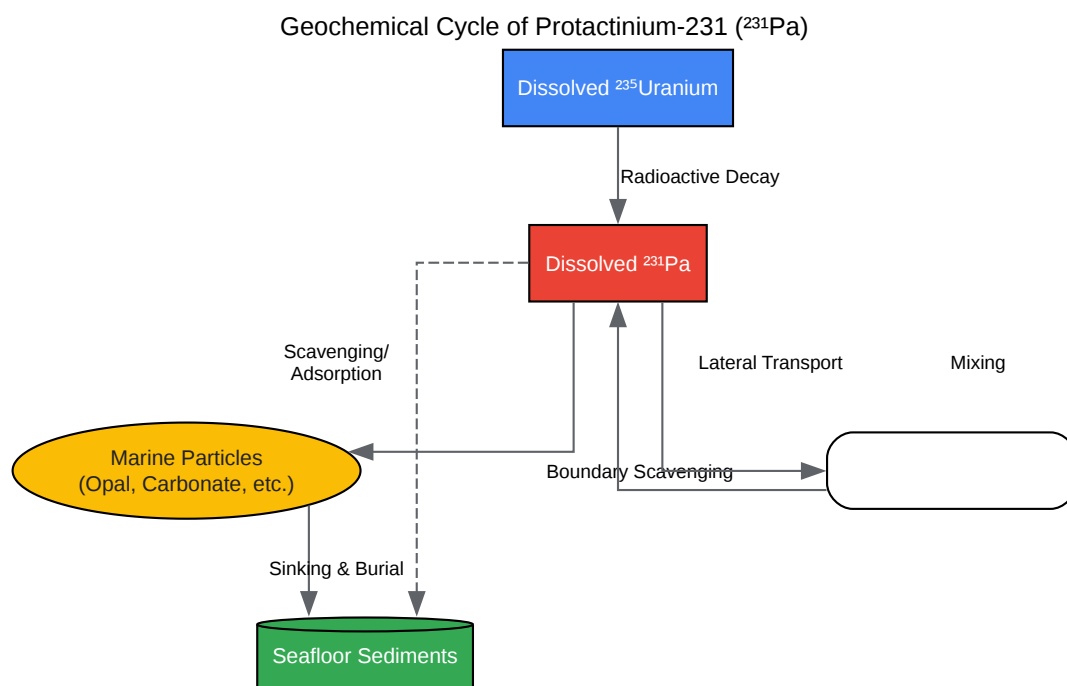 Geochemical Cycle of Protactinium-231 (²³¹Pa)
Dissolved ²³⁵Uranium
Radioactive Decay
Dissolved ²³¹Pa
Scavenging/
Adsorption
Lateral Transport
Mixing
Marine Particles
(Opal, Carbonate, etc.)
Boundary Scavenging
Sinking & Burial
Seafloor Sediments